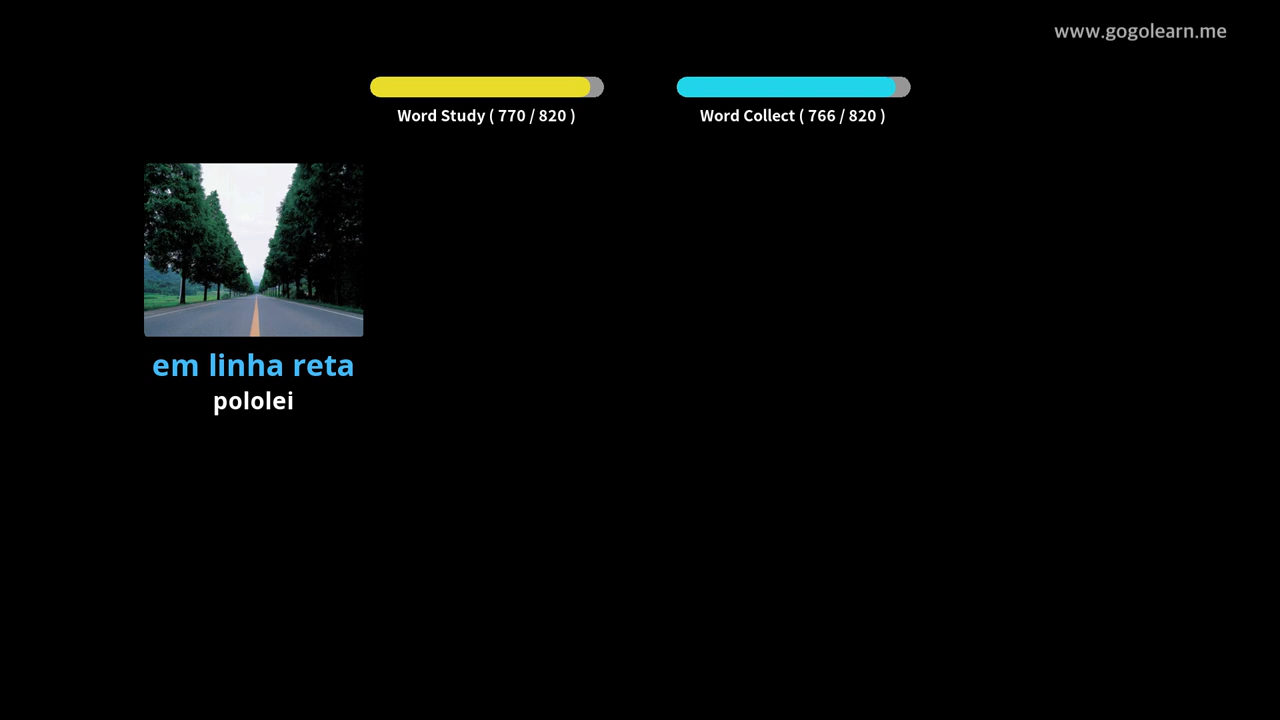 www.gogolearn.me
Word Study ( 770 / 820 )
Word Collect ( 766 / 820 )
em linha reta
pololei